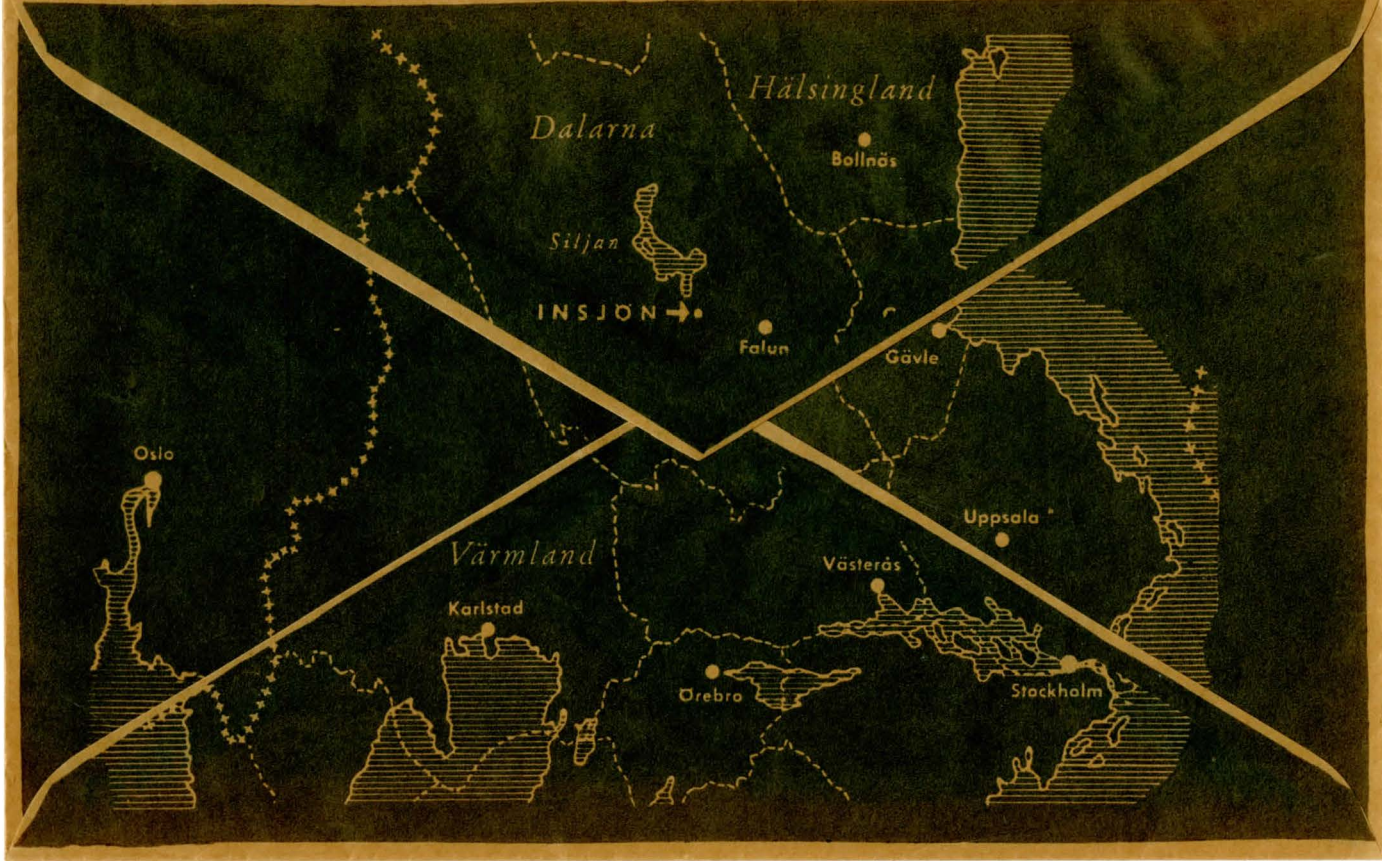 Hälsingland
Dalarna
Bollnäs
Siljan
INSJÖN
Falun
Gävle
Oslo
Uppsala
Värmland
Västerås
Karlstad
Örebro
Stockholm